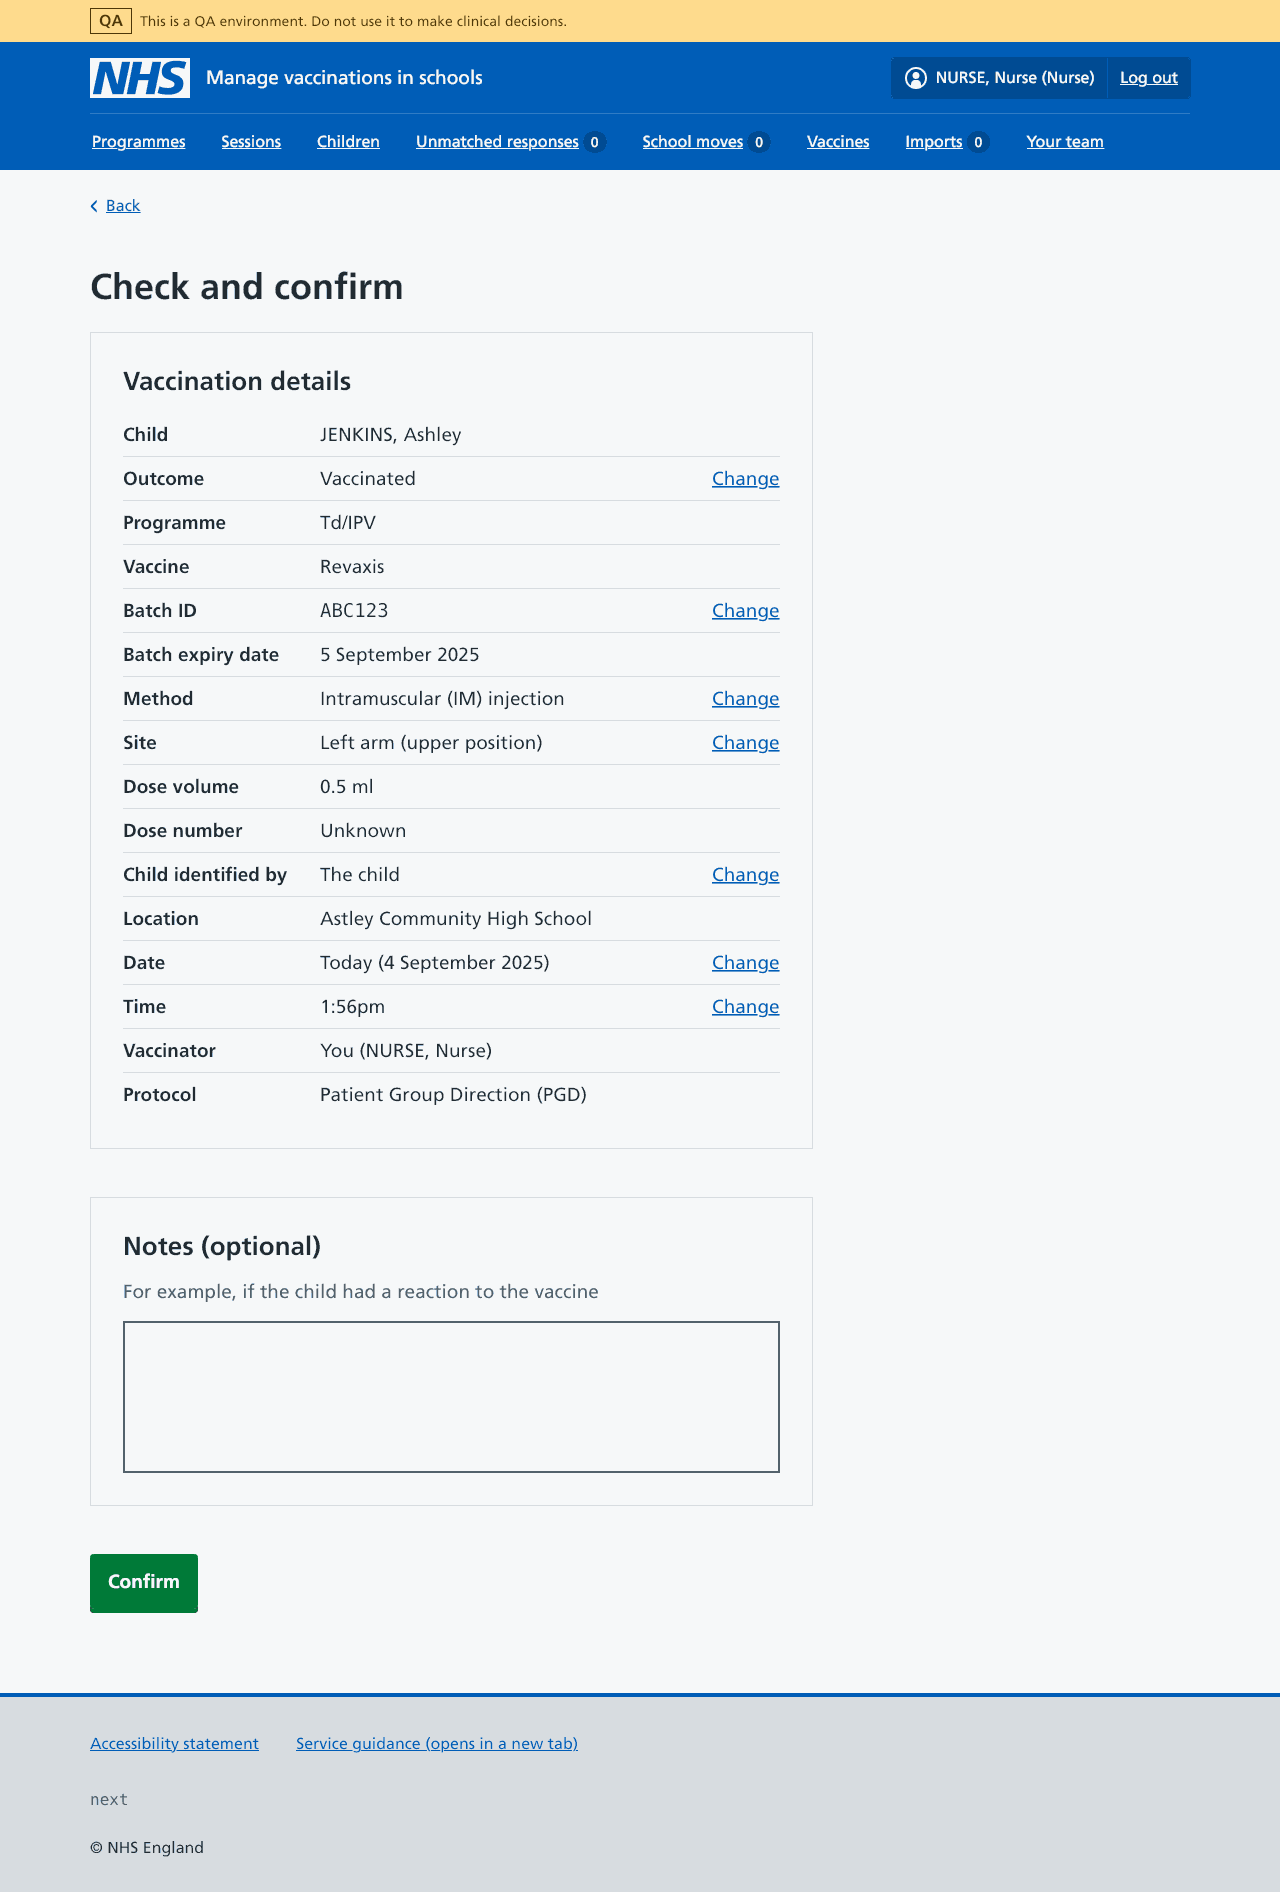 QA This is a QA environment. Do not use it to make clinical decisions.
NHS Manage vaccinations in schools NURSE, Nurse (Nurse) Log out
Programmes Sessions Children Unmatched responses 0 School moves 0 Vaccines Imports 0 Your team
Back
Check and confirm
Vaccination details
Child JENKINS, Ashley
Outcome Vaccinated Change
Programme Td/IPV
Vaccine Revaxis
Batch ID ABC123 Change
Batch expiry date 5 September 2025
Method Intramuscular (IM) injection Change
Site Left arm (upper position) Change
Dose volume 0.5 ml
Dose number Unknown
Child identified by The child Change
Location Astley Community High School
Date Today (4 September 2025) Change
Time 1:56pm Change
Vaccinator You (NURSE, Nurse)
Protocol Patient Group Direction (PGD)
Notes (optional)
For example, if the child had a reaction to the vaccine
Confirm
Accessibility statement Service guidance (opens in a new tab)
next
© NHS England